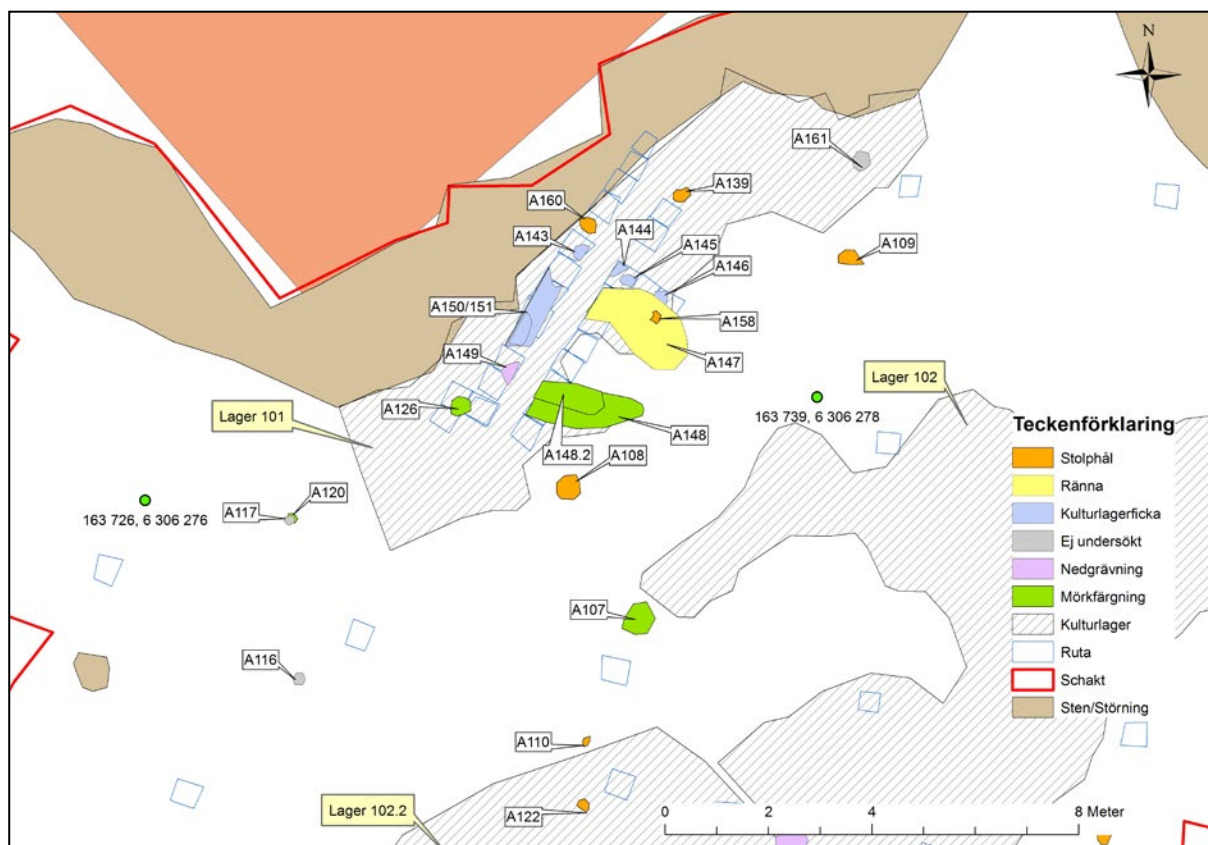 N
A161
A139
A160
A144
A143
A145
A109
A146
A150/151
A158
A149
A147
Lager 102
A126
Lager 101
163 739, 6 306 278
A148
Teckenförklaring
A148.2
A108
Stolphål
Ränna
A120
A117
163 726, 6 306 276
Kulturlagerficka
Ej undersökt
Nedgrävning
Mörkfärgning
A107
Kulturlager
Ruta
A116
Schakt
Sten/Störning
A110
Lager 102.2
A122
0 2 4 8 Meter